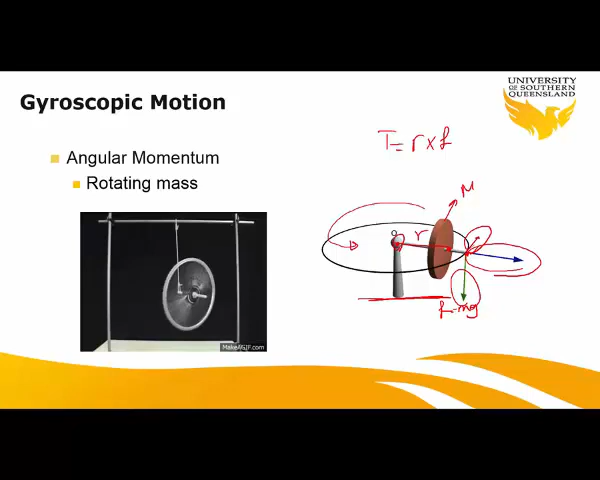 UNIVERSITY
OF SOUTHERN
QUEENSLAND
Gyroscopic Motion
Angular Momentum
Rotating mass
T = r x f
M
r
f=mg
MakeAGIF.com